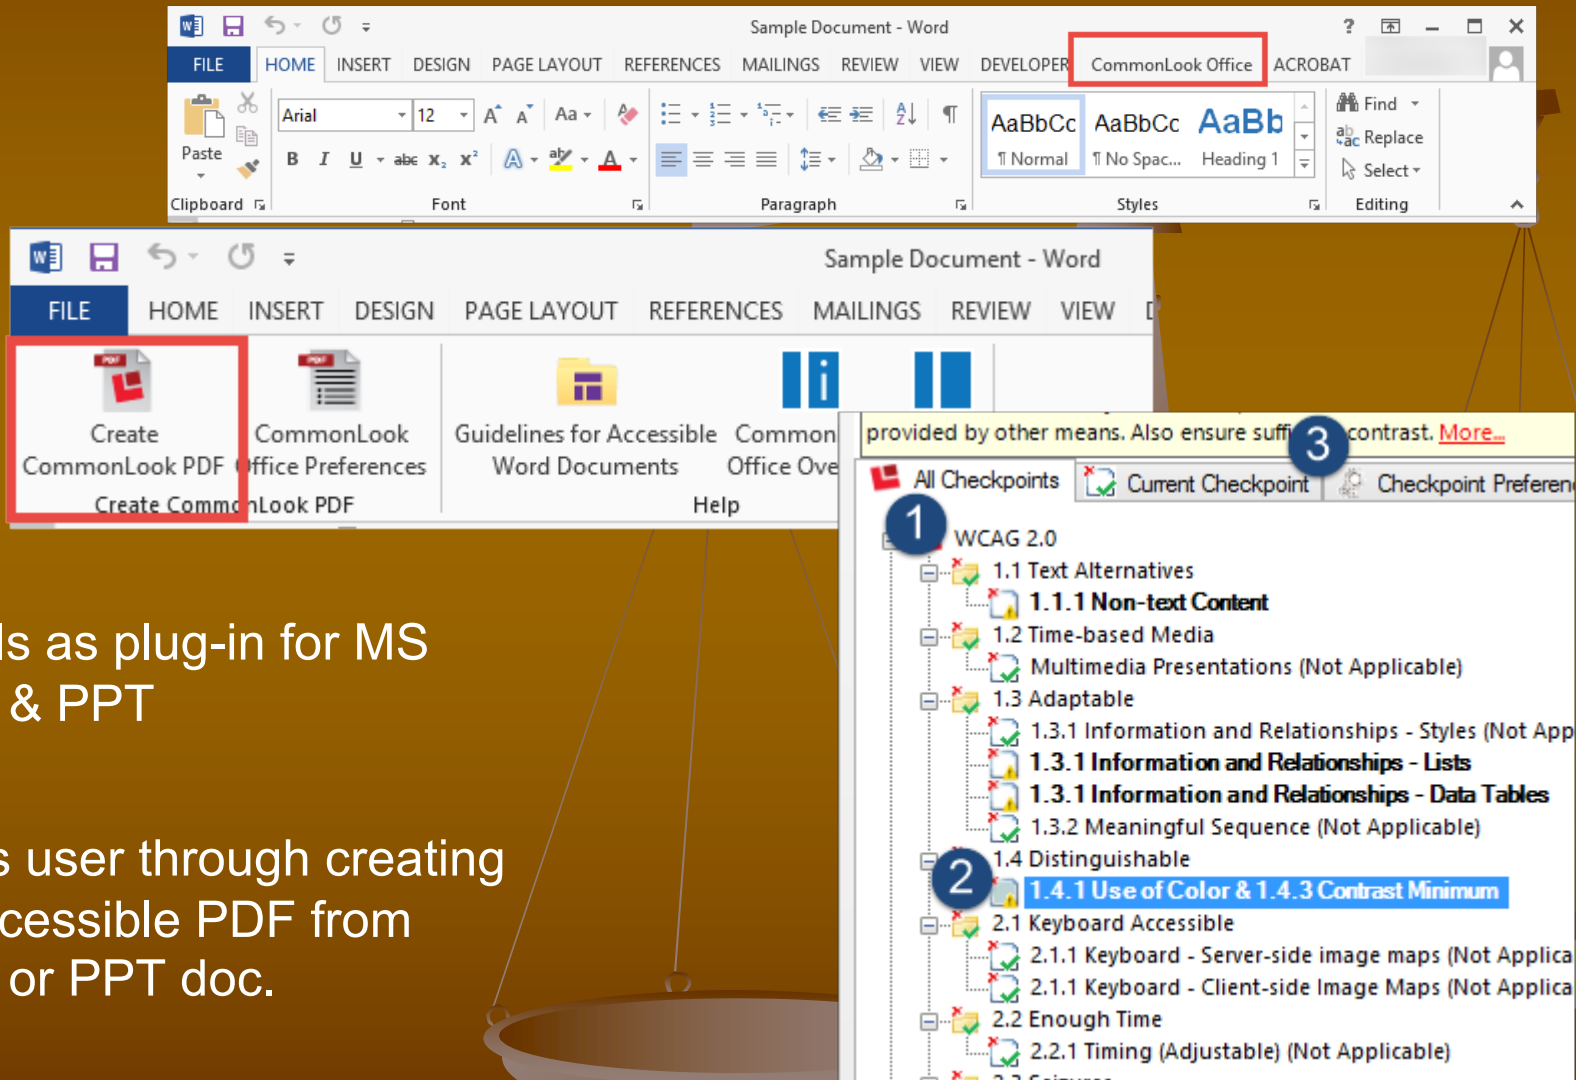 Sample Document - Word
FILE HOME INSERT DESIGN PAGE LAYOUT REFERENCES MAILINGS REVIEW VIEW DEVELOPER CommonLook Office ACROBAT
Arial 12 Aa
Paste
B I U abc x₂ x²
AaBbCc AaBbCc AaBb
¶ Normal ¶ No Spac... Heading 1
Find
Replace
Select
Clipboard Font Paragraph Styles Editing
Sample Document - Word
FILE HOME INSERT DESIGN PAGE LAYOUT REFERENCES MAILINGS REVIEW VIEW
Create
CommonLook PDF
CommonLook
Office Preferences
Create CommonLook PDF
Guidelines for Accessible
Word Documents
Common
Office Ove
Help
provided by other means. Also ensure suffi contrast. More...
3
All Checkpoints Current Checkpoint Checkpoint Preferen
1
WCAG 2.0
1.1 Text Alternatives
1.1.1 Non-text Content
1.2 Time-based Media
Multimedia Presentations (Not Applicable)
1.3 Adaptable
1.3.1 Information and Relationships - Styles (Not App
1.3.1 Information and Relationships - Lists
1.3.1 Information and Relationships - Data Tables
1.3.2 Meaningful Sequence (Not Applicable)
1.4 Distinguishable
2
1.4.1 Use of Color & 1.4.3 Contrast Minimum
2.1 Keyboard Accessible
2.1.1 Keyboard - Server-side image maps (Not Applica
2.1.1 Keyboard - Client-side Image Maps (Not Applica
2.2 Enough Time
2.2.1 Timing (Adjustable) (Not Applicable)
ls as plug-in for MS
& PPT
s user through creating
cessible PDF from
or PPT doc.